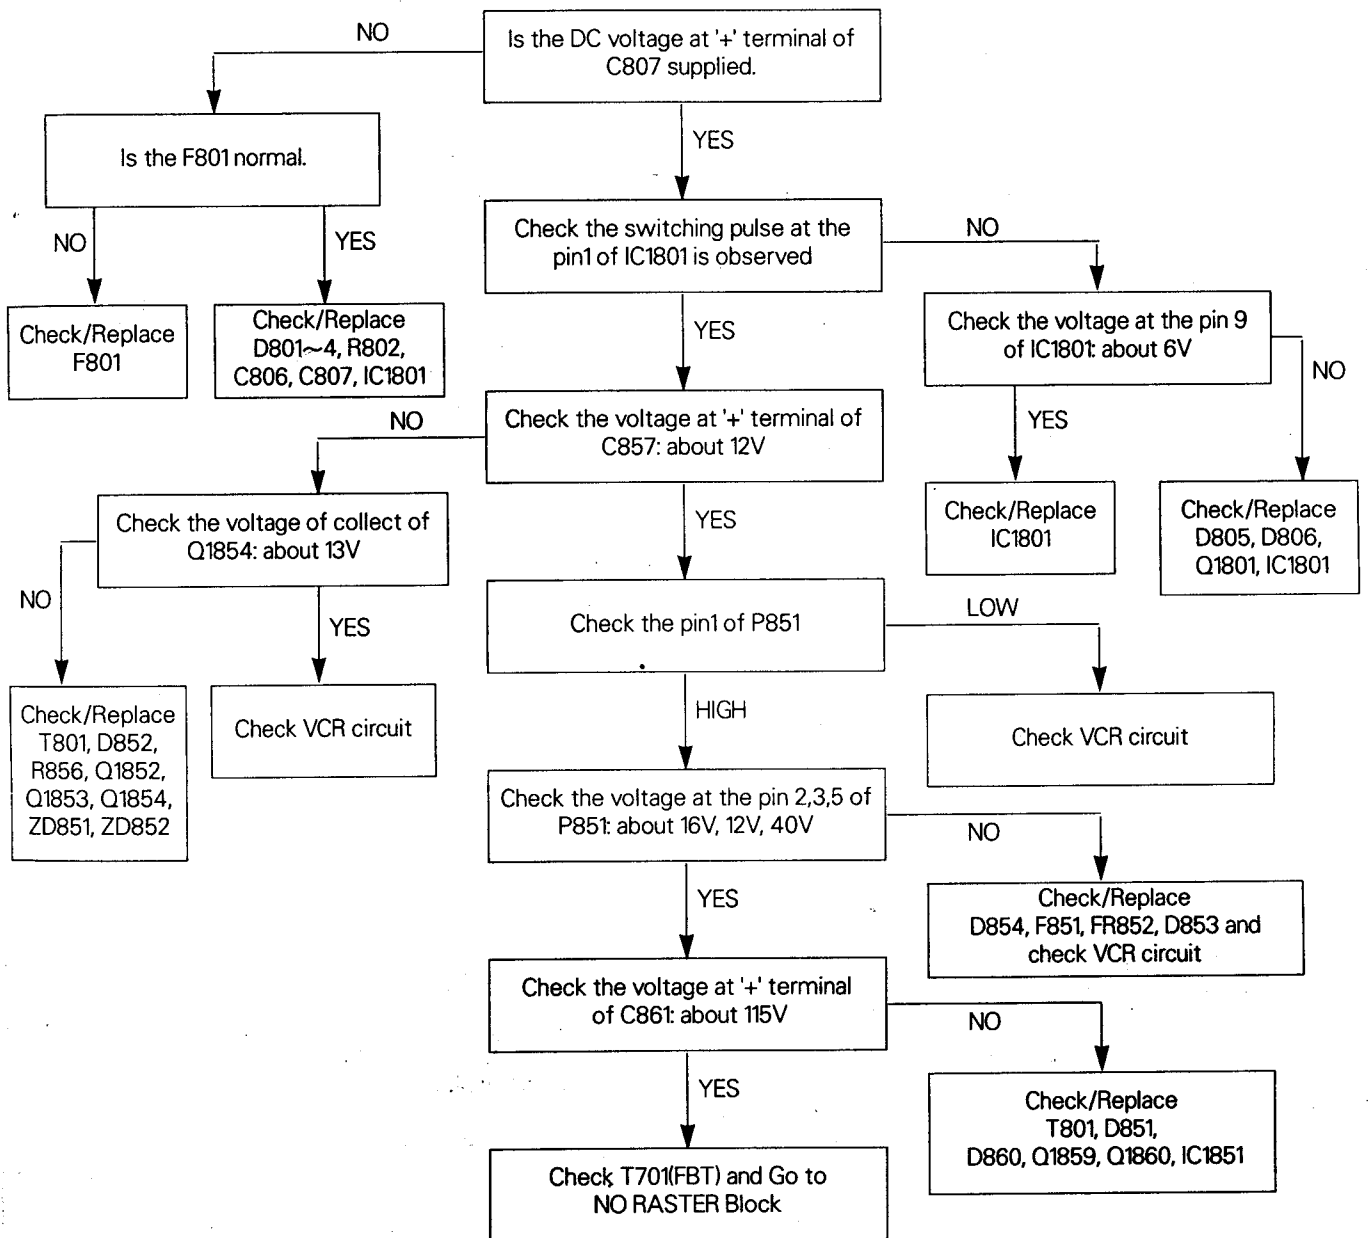 Is the DC voltage at '+' terminal of
C807 supplied.
NO
YES
Is the F801 normal.
NO
YES
Check/Replace
F801
Check/Replace
D801~4, R802,
C806, C807, IC1801
Check the switching pulse at the
pin1 of IC1801 is observed
NO
YES
Check the voltage at the pin 9
of IC1801: about 6V
YES
NO
Check/Replace
IC1801
Check/Replace
D805, D806,
Q1801, IC1801
Check the voltage at '+' terminal of
C857: about 12V
NO
YES
Check the voltage of collect of
Q1854: about 13V
NO
YES
Check/Replace
T801, D852,
R856, Q1852,
Q1853, Q1854,
ZD851, ZD852
Check VCR circuit
Check the pin1 of P851
LOW
HIGH
Check VCR circuit
Check the voltage at the pin 2,3,5 of
P851: about 16V, 12V, 40V
NO
YES
Check/Replace
D854, F851, FR852, D853 and
check VCR circuit
Check the voltage at '+' terminal
of C861: about 115V
NO
YES
Check/Replace
T801, D851,
D860, Q1859, Q1860, IC1851
Check T701(FBT) and Go to
NO RASTER Block